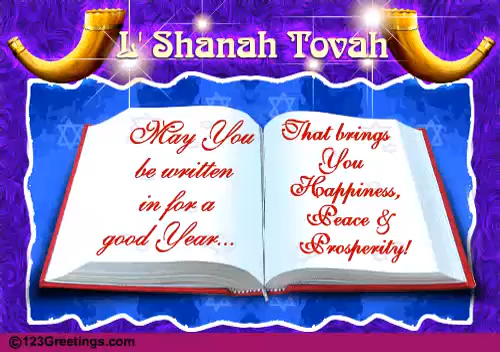 L' Shanah Tovah
May You
be written
in for a
good Year...
That brings
You
Happiness,
Peace &
Prosperity!
©123Greetings.com